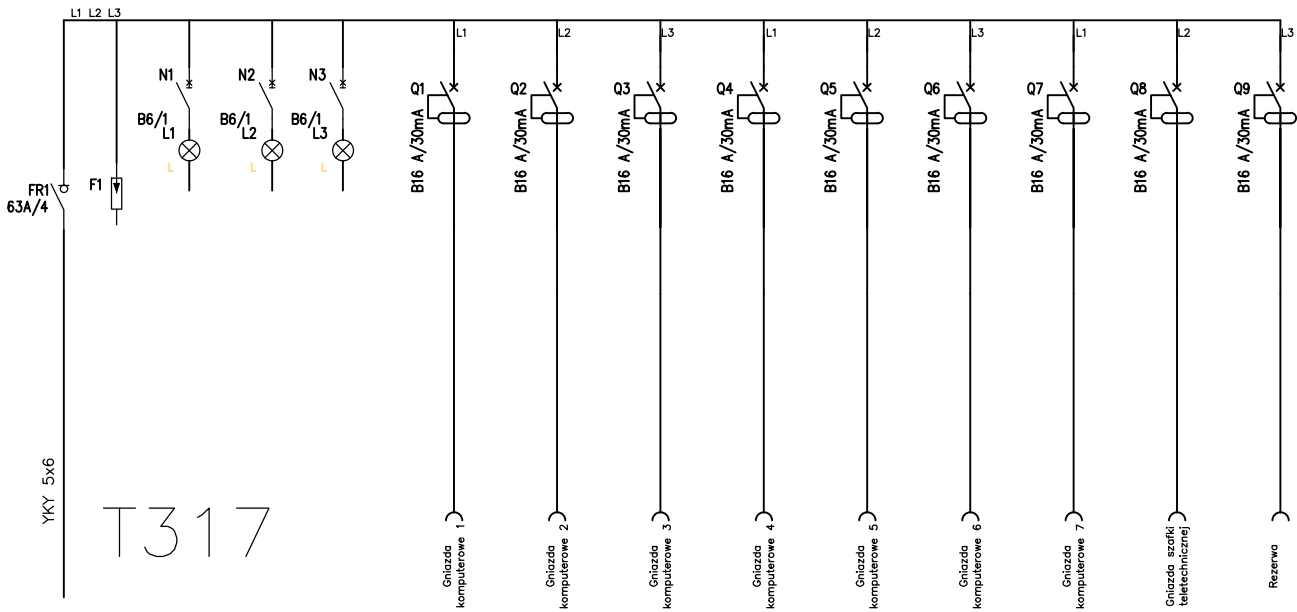 L1 L2 L3
FR1
63A/4
F1
N1
B6/1
L1
L
N2
B6/1
L2
L
N3
B6/1
L3
L
L1
Q1
B16 A/30mA
L2
Q2
B16 A/30mA
L3
Q3
B16 A/30mA
L1
Q4
B16 A/30mA
L2
Q5
B16 A/30mA
L3
Q6
B16 A/30mA
L1
Q7
B16 A/30mA
L2
Q8
B16 A/30mA
L3
Q9
B16 A/30mA
YKY 5x6
T317
Gniazda
komputerowe 1
Gniazda
komputerowe 2
Gniazda
komputerowe 3
Gniazda
komputerowe 4
Gniazda
komputerowe 5
Gniazda
komputerowe 6
Gniazda
komputerowe 7
Gniazda szafki
teletechnicznej
Rezerwa